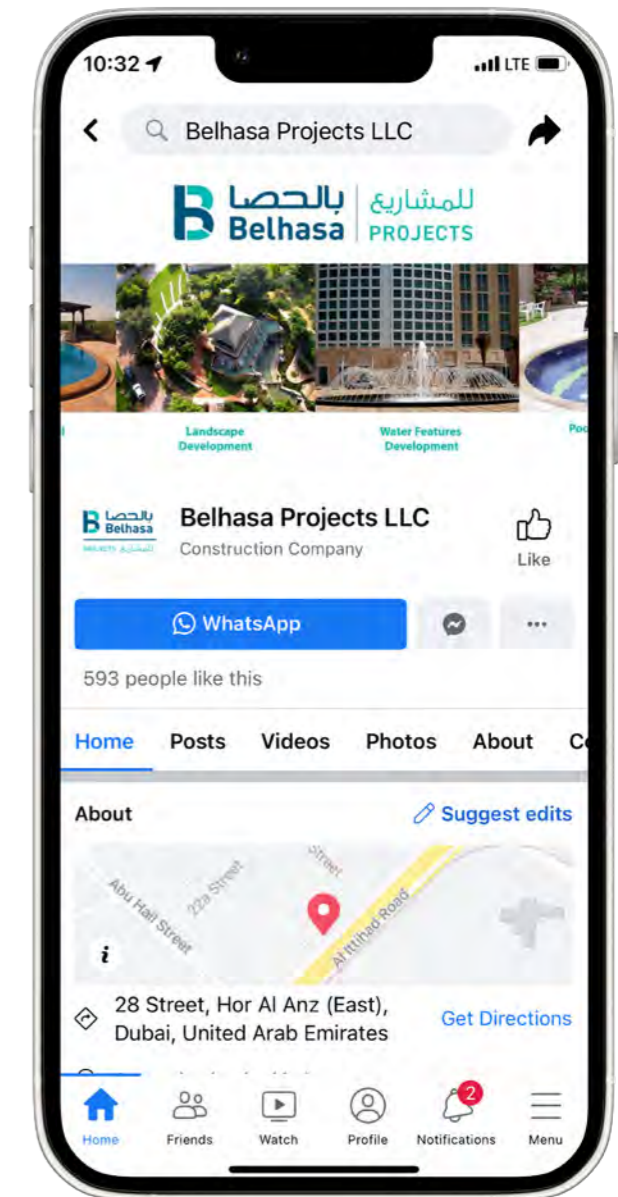 10:32
LTE
Belhasa Projects LLC
بالحصا للمشاريع
Belhasa PROJECTS
Landscape
Development
Water Features
Development
بالحصا
Belhasa
Belhasa Projects LLC
Construction Company
Like
WhatsApp
593 people like this
Home Posts Videos Photos About
About
Suggest edits
Abu Hail Street
22a Street
Street
Al Ittihad Road
28 Street, Hor Al Anz (East),
Dubai, United Arab Emirates
Get Directions
2
Home Friends Watch Profile Notifications Menu